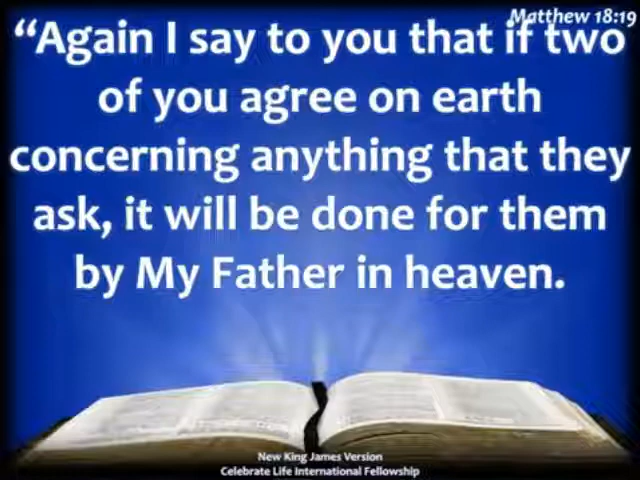 Matthew 18:19
“Again I say to you that if two
of you agree on earth
concerning anything that they
ask, it will be done for them
by My Father in heaven.
New King James Version
Celebrate Life International Fellowship